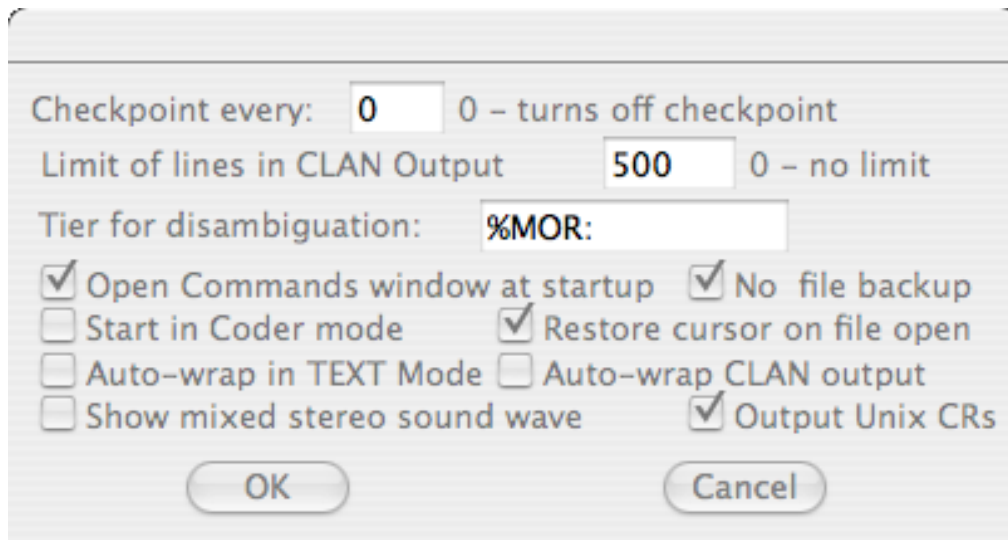 Checkpoint every: 0 0 – turns off checkpoint
Limit of lines in CLAN Output 500 0 – no limit
Tier for disambiguation: %MOR:
Open Commands window at startup No file backup
Start in Coder mode Restore cursor on file open
Auto–wrap in TEXT Mode Auto–wrap CLAN output
Show mixed stereo sound wave Output Unix CRs
OK Cancel